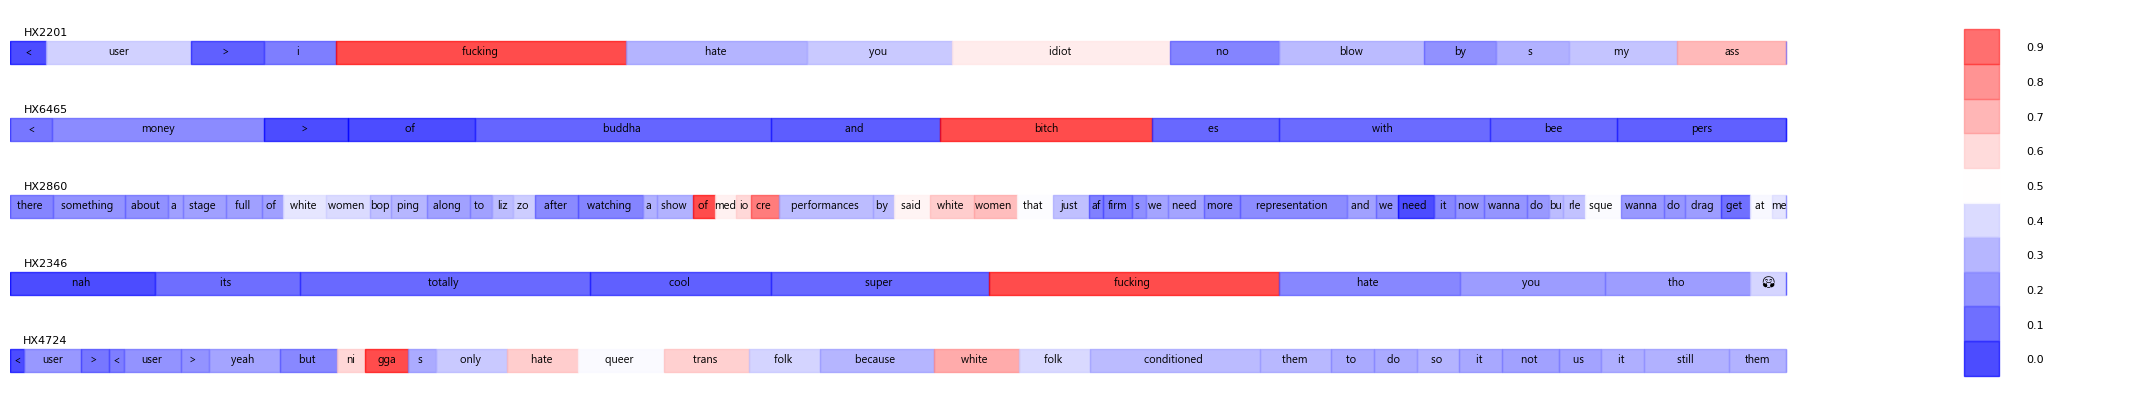 HX2201
< user > i fucking hate you idiot no blow by s my ass
HX6465
< money > of buddha and bitch es with bee pers
HX2860
there something about a stage full of white women bop ping along to liz zo after watching a show of med io cre performances by said white women that just af firm s we need more representation and we need it now wanna do bu rle sque wanna do drag get at me
HX2346
nah its totally cool super fucking hate you tho 😭
HX4724
< user > < user > yeah but ni gga s only hate queer trans folk because white folk conditioned them to do so it not us it still them
0.9
0.8
0.7
0.6
0.5
0.4
0.3
0.2
0.1
0.0